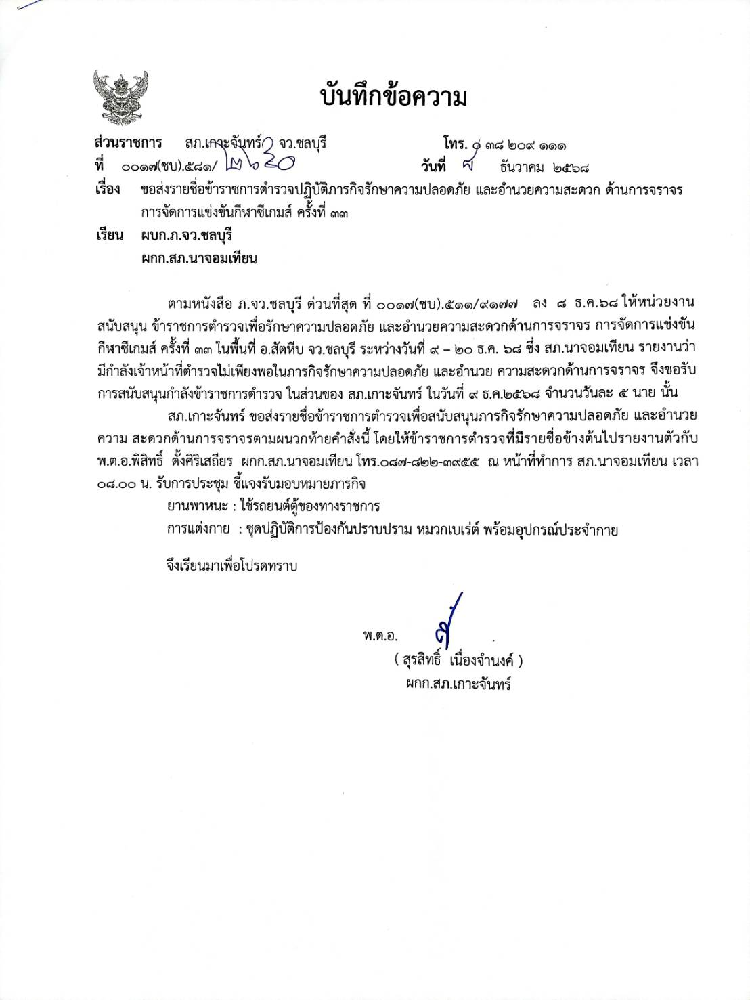 บันทึกข้อความ
ส่วนราชการ สภ.เกาะจันทร์ จว.ชลบุรี โทร. ๐ ๓๘ ๒๐๙ ๑๑๑
ที่ ๐๐๑๗(ชบ).๕๘๑/ วันที่ ๘ ธันวาคม ๒๕๖๘
เรื่อง ขอส่งรายชื่อข้าราชการตำรวจปฏิบัติภารกิจรักษาความปลอดภัย และอำนวยความสะดวก ด้านการจราจร
การจัดการแข่งขันกีฬาซีเกมส์ ครั้งที่ ๓๓
เรียน ผบก.ภ.จว.ชลบุรี
ผกก.สภ.นาจอมเทียน
ตามหนังสือ ภ.จว.ชลบุรี ด่วนที่สุด ที่ ๐๐๑๗(ชบ).๕๑๑/๙๑๗๗ ลง ๘ ธ.ค.๖๘ ให้หน่วยงาน
สนับสนุน ข้าราชการตำรวจเพื่อรักษาความปลอดภัย และอำนวยความสะดวกด้านการจราจร การจัดการแข่งขัน
กีฬาซีเกมส์ ครั้งที่ ๓๓ ในพื้นที่ อ.สัตหีบ จว.ชลบุรี ระหว่างวันที่ ๙ – ๒๐ ธ.ค. ๖๘ ซึ่ง สภ.นาจอมเทียน รายงานว่า
มีกำลังเจ้าหน้าที่ตำรวจไม่เพียงพอในภารกิจรักษาความปลอดภัย และอำนวย ความสะดวกด้านการจราจร จึงขอรับ
การสนับสนุนกำลังข้าราชการตำรวจ ในส่วนของ สภ.เกาะจันทร์ ในวันที่ ๙ ธ.ค.๒๕๖๘ จำนวนวันละ ๕ นาย นั้น
สภ.เกาะจันทร์ ขอส่งรายชื่อข้าราชการตำรวจเพื่อสนับสนุนภารกิจรักษาความปลอดภัย และอำนวย
ความ สะดวกด้านการจราจรตามผนวกท้ายคำสั่งนี้ โดยให้ข้าราชการตำรวจที่มีรายชื่อข้างต้นไปรายงานตัวกับ
พ.ต.อ.พิสิทธิ์ ตั้งศิริเสถียร ผกก.สภ.นาจอมเทียน โทร.๐๘๗-๘๒๒-๓๙๕๕ ณ หน้าที่ทำการ สภ.นาจอมเทียน เวลา
๐๘.๐๐ น. รับการประชุม ชี้แจงรับมอบหมายภารกิจ
ยานพาหนะ : ใช้รถยนต์ตู้ของทางราชการ
การแต่งกาย : ชุดปฏิบัติการป้องกันปราบปราม หมวกเบเร่ต์ พร้อมอุปกรณ์ประจำกาย
จึงเรียนมาเพื่อโปรดทราบ
พ.ต.อ.
( สุรสิทธิ์ เนื่องจำนงค์ )
ผกก.สภ.เกาะจันทร์